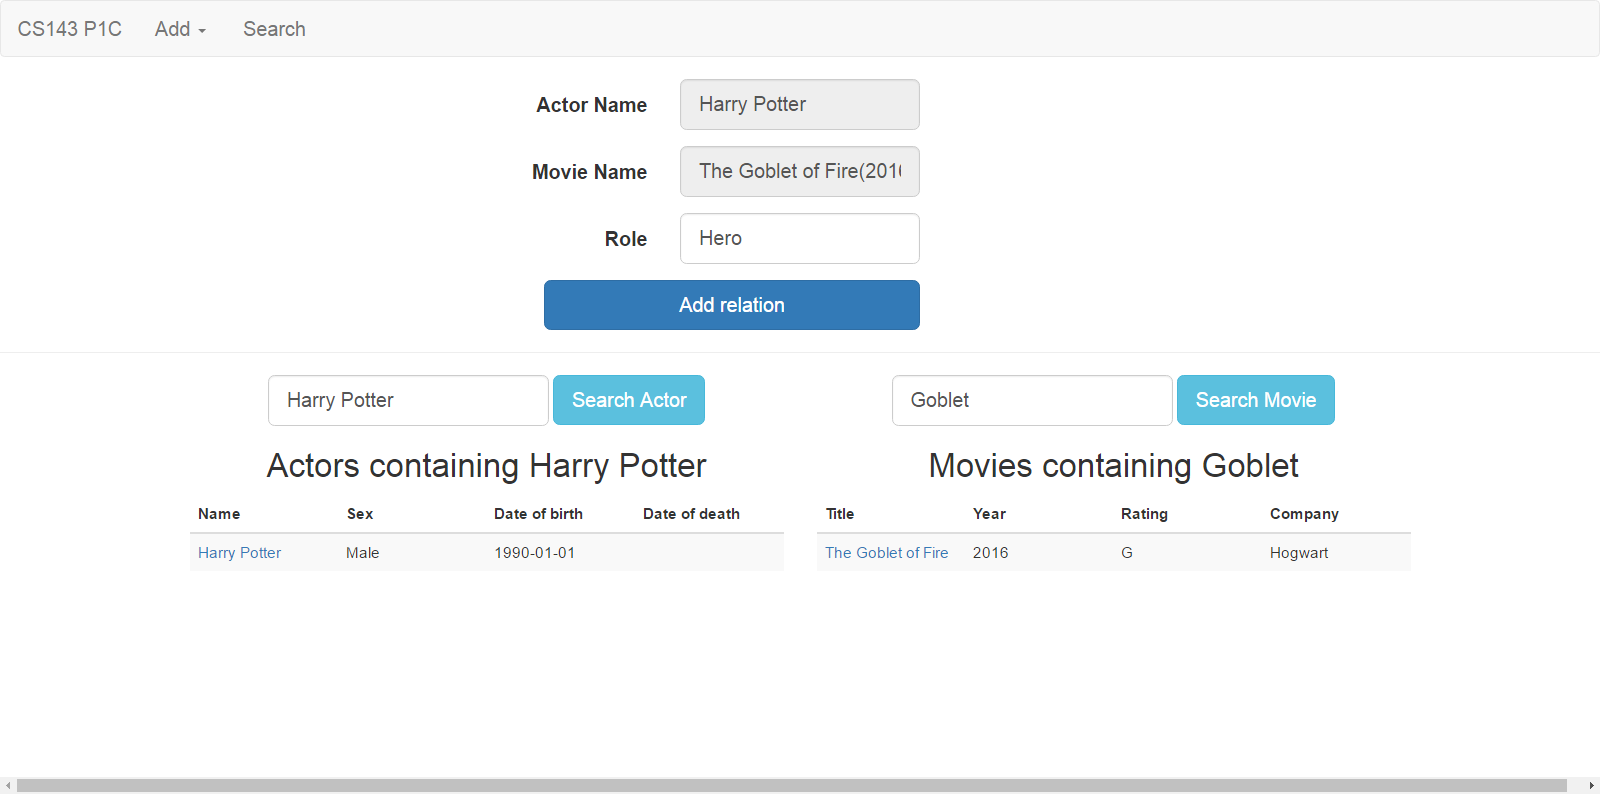 CS143 P1C Add Search
Actor Name Harry Potter
Movie Name The Goblet of Fire(201
Role Hero
Add relation
Harry Potter Search Actor
Goblet Search Movie
Actors containing Harry Potter
Movies containing Goblet
Name Sex Date of birth Date of death
Harry Potter Male 1990-01-01
Title Year Rating Company
The Goblet of Fire 2016 G Hogwart